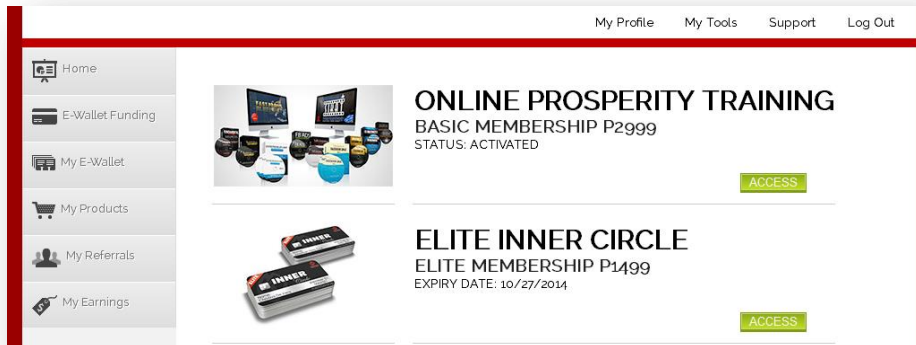 My Profile My Tools Support Log Out
Home
E-Wallet Funding
My E-Wallet
My Products
My Referrals
My Earnings
ONLINE PROSPERITY TRAINING
BASIC MEMBERSHIP P2999
STATUS: ACTIVATED
ACCESS
INNER
INNER
ELITE INNER CIRCLE
ELITE MEMBERSHIP P1499
EXPIRY DATE: 10/27/2014
ACCESS